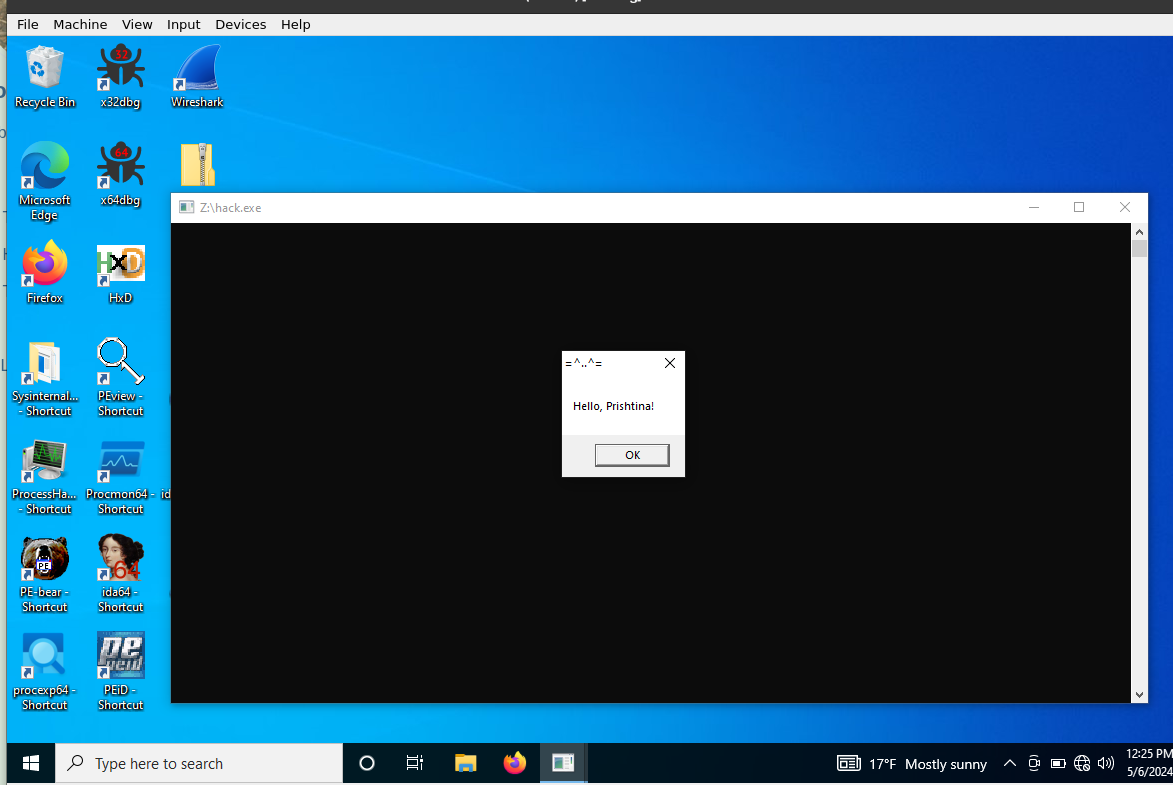 File Machine View Input Devices Help
Recycle Bin
x32dbg
Wireshark
Microsoft
Edge
x64dbg
Z:\hack.exe
Firefox
HxD
=^..^=
Hello, Prishtina!
OK
Sysinternal...
- Shortcut
PEview -
Shortcut
ProcessHa...
- Shortcut
Procmon64 -
Shortcut
id
PE-bear -
Shortcut
ida64 -
Shortcut
procexp64 -
Shortcut
PEiD -
Shortcut
Type here to search
17°F Mostly sunny
12:25 PM
5/6/2024